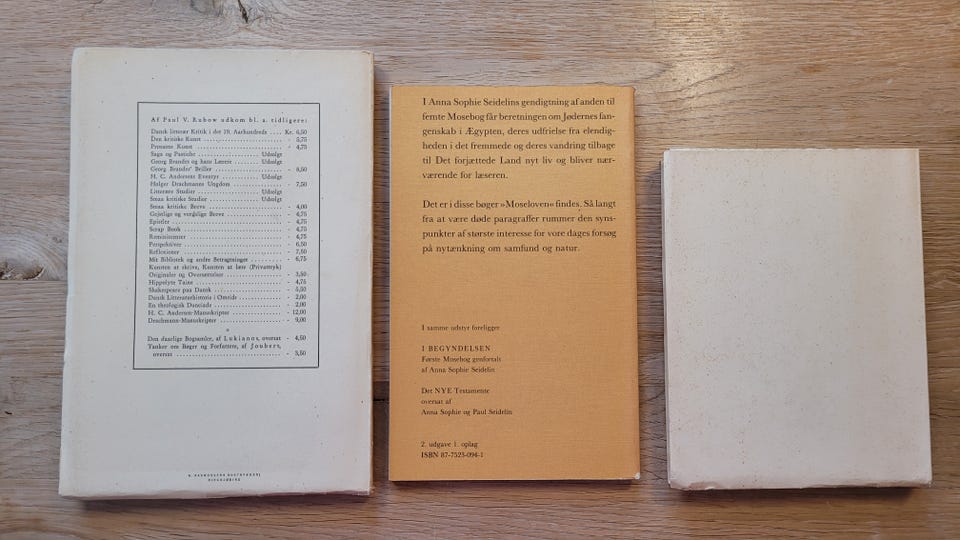 Af Paul V. Rubow udkom bl. a. tidligere:
Dansk litterær Kritik i det 19. Aarhundrede .... Kr. 6,50
Den kritiske Kunst .... - 5,75
Prosaens Kunst .... - 4,75
Saga og Pastiche .... Udsolgt
Georg Brandes og hans Lærere .... Udsolgt
Georg Brandes' Briller .... - 8,50
H. C. Andersens Eventyr .... Udsolgt
Holger Drachmanns Ungdom .... - 7,50
Litterære Studier .... Udsolgt
Smaa kritiske Studier .... Udsolgt
Smaa kritiske Breve .... - 4,00
Gejstlige og verdslige Breve .... - 4,75
Epistler .... - 4,75
Scrap Book .... - 4,75
Reminiscenser .... - 4,75
Perspektiver .... - 6,50
Reflexioner .... - 7,50
Mit Bibliotek og andre Betragtninger .... - 6,75
Kunsten at skrive, Kunsten at læse (Privattryk)
Originaler og Oversættelser .... - 3,50
Hippolyte Taine .... - 4,75
Shakespeare paa Dansk .... - 5,50
Dansk Litteraturhistorie i Omrids .... - 2,00
En theologisk Dunciade .... - 2,00
H. C. Andersen-Manuskripter .... - 12,00
Drachmann-Manuskripter .... - 9,00
*
Den daarlige Bogsamler, af Lukianos, oversat - 4,50
Tanker om Bøger og Forfattere, af Joubert,
oversat .... - 3,50
RINGKJØBING
I Anna Sophie Seidelins gendigtning af anden til
femte Mosebog får beretningen om Jødernes fan-
genskab i Ægypten, deres udfrielse fra elendig-
heden i det fremmede og deres vandring tilbage
til Det forjættede Land nyt liv og bliver nær-
værende for læseren.
Det er i disse bøger »Moseloven« findes. Så langt
fra at være døde paragraffer rummer den syns-
punkter af største interesse for vore dages forsøg
på nytænkning om samfund og natur.
I samme udstyr foreligger
I BEGYNDELSEN
Første Mosebog genfortalt
af Anna Sophie Seidelin
Det NYE Testamente
oversat af
Anna Sophie og Paul Seidelin
2. udgave 1. oplag
ISBN 87-7523-094-1